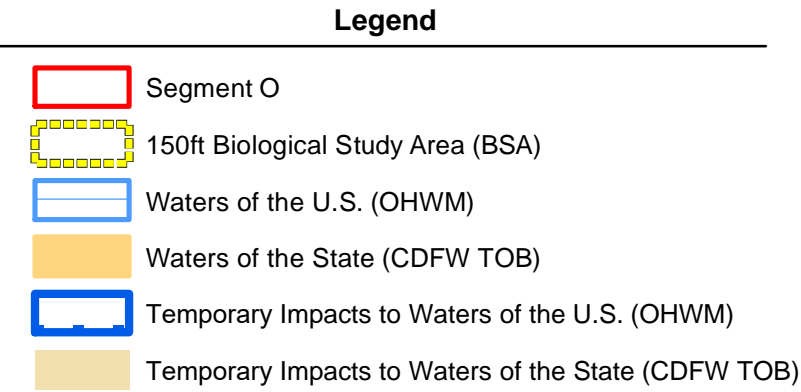 Legend
Segment O
150ft Biological Study Area (BSA)
Waters of the U.S. (OHWM)
Waters of the State (CDFW TOB)
Temporary Impacts to Waters of the U.S. (OHWM)
Temporary Impacts to Waters of the State (CDFW TOB)